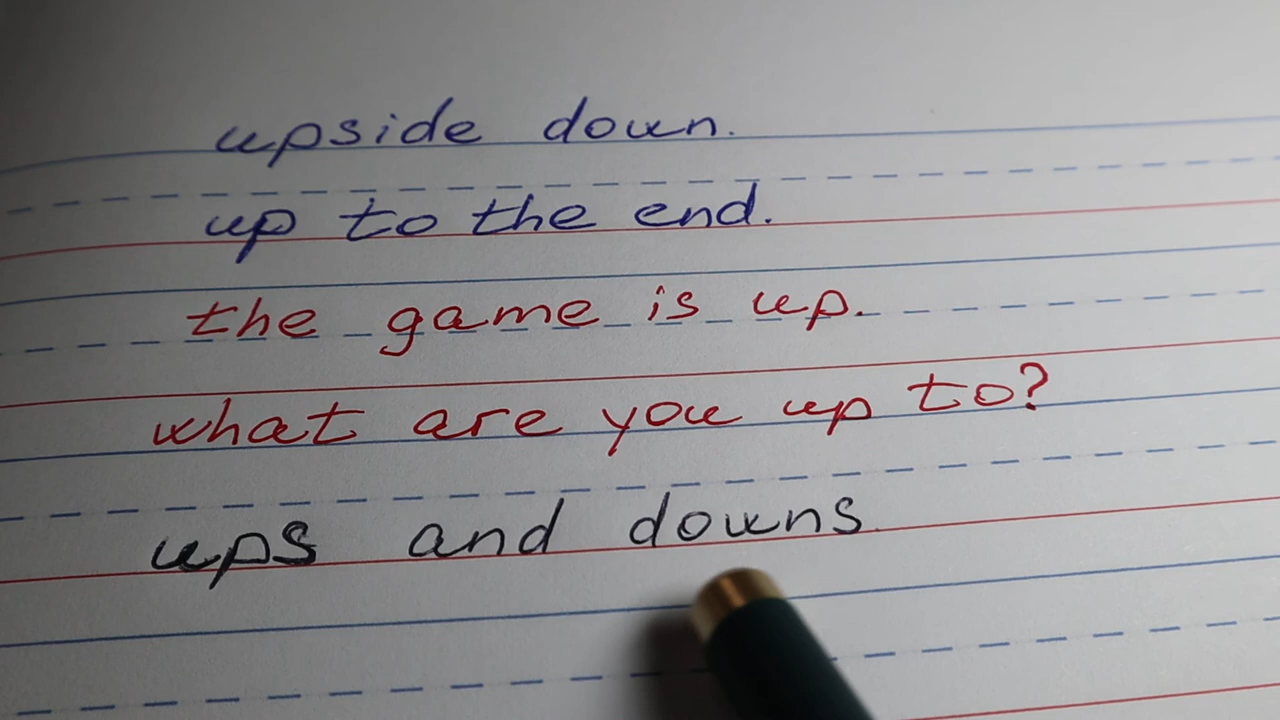 upside down.
up to the end.
the game is up.
what are you up to?
ups and downs.